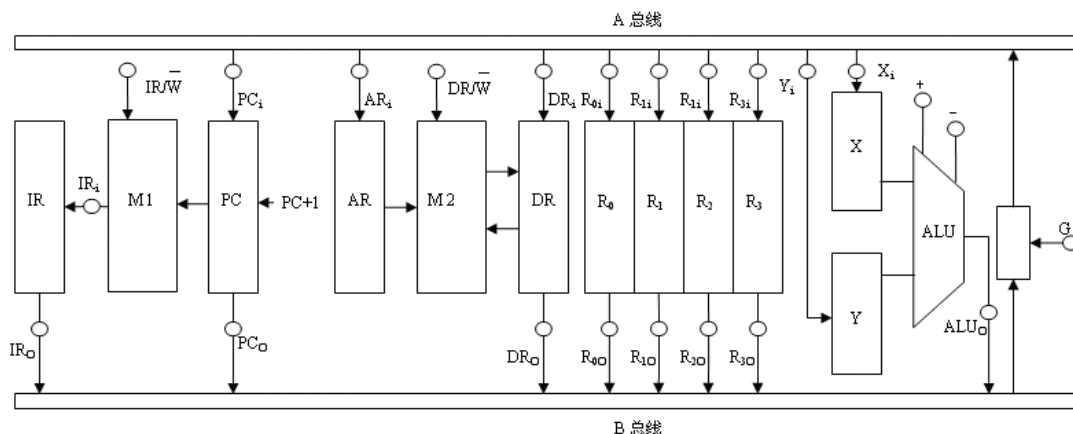 A 总线
IR/W̅
PCᵢ
ARᵢ
DR/W̅
DRᵢ
R₀ᵢ
R₁ᵢ
R₁ᵢ
R₃ᵢ
Yᵢ
Xᵢ
+
−
IR
IRᵢ
M1
PC
PC+1
AR
M2
DR
R₀
R₁
R₂
R₃
X
Y
ALU
G
IRₒ
PCₒ
DRₒ
R₀ₒ
R₁ₒ
R₂ₒ
R₃ₒ
ALUₒ
B 总线